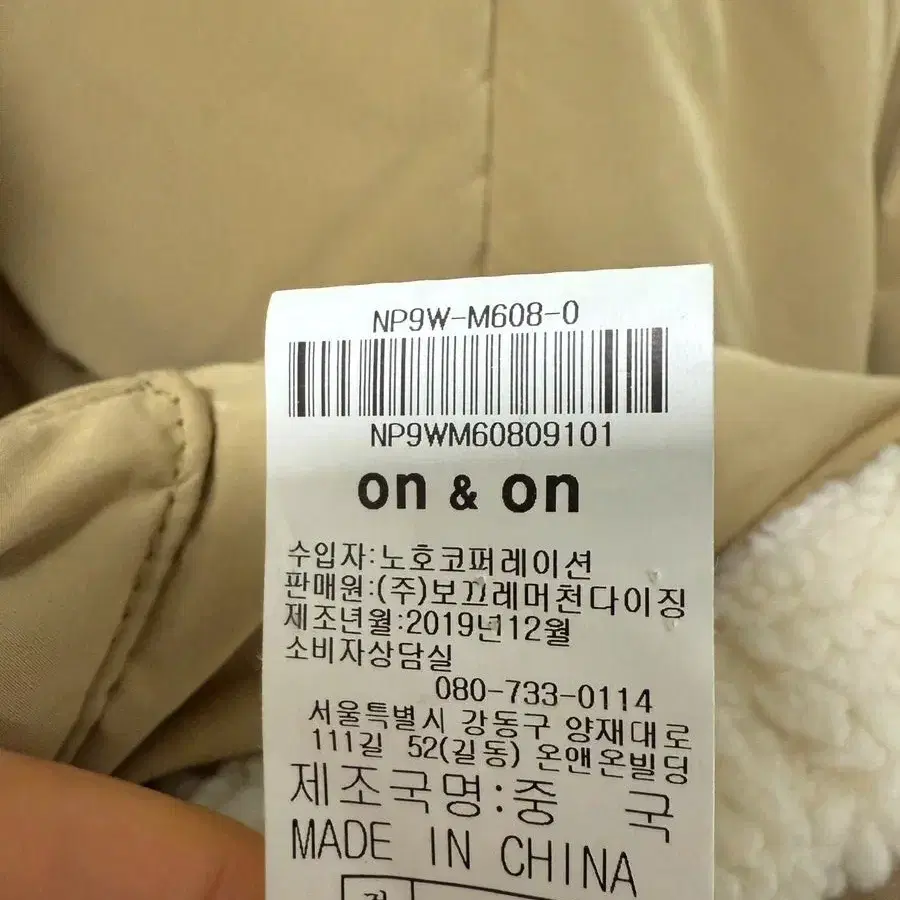 NP9W-M608-0
NP9WM60809101
on & on
수입자:노호코퍼레이션
판매원:(주)보끄레머천다이징
제조년월:2019년12월
소비자상담실
080-733-0114
서울특별시 강동구 양재대로
111길 52(길동) 온앤온빌딩
제조국명:중 국
MADE IN CHINA